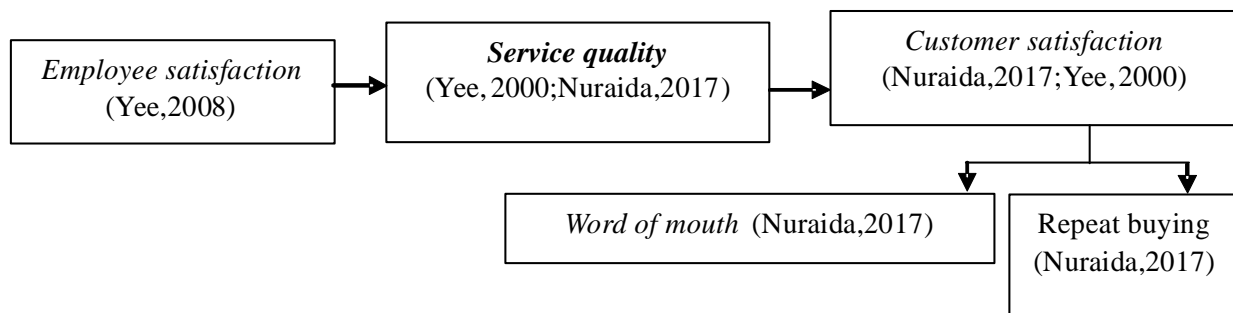 Employee satisfaction
(Yee,2008)
Service quality
(Yee, 2000;Nuraida,2017)
Customer satisfaction
(Nuraida,2017;Yee, 2000)
Word of mouth (Nuraida,2017)
Repeat buying
(Nuraida,2017)